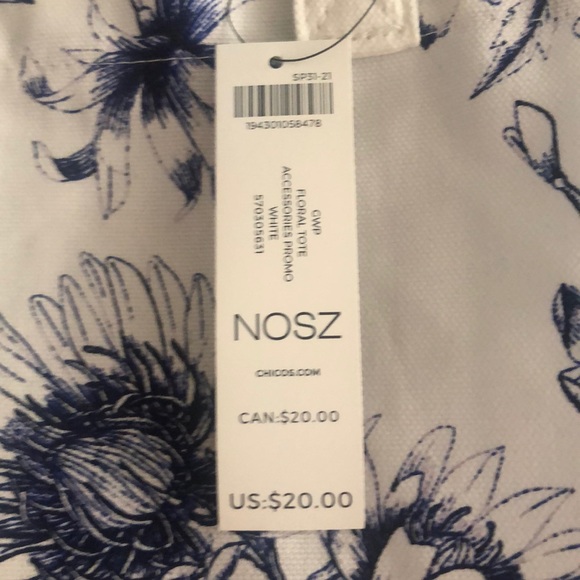 SP31-21
194301058478
GWP
FLORAL TOTE
ACCESSORIES PROMO
WHITE
570305631
NOSZ
CHICOS.COM
CAN:$20.00
US:$20.00